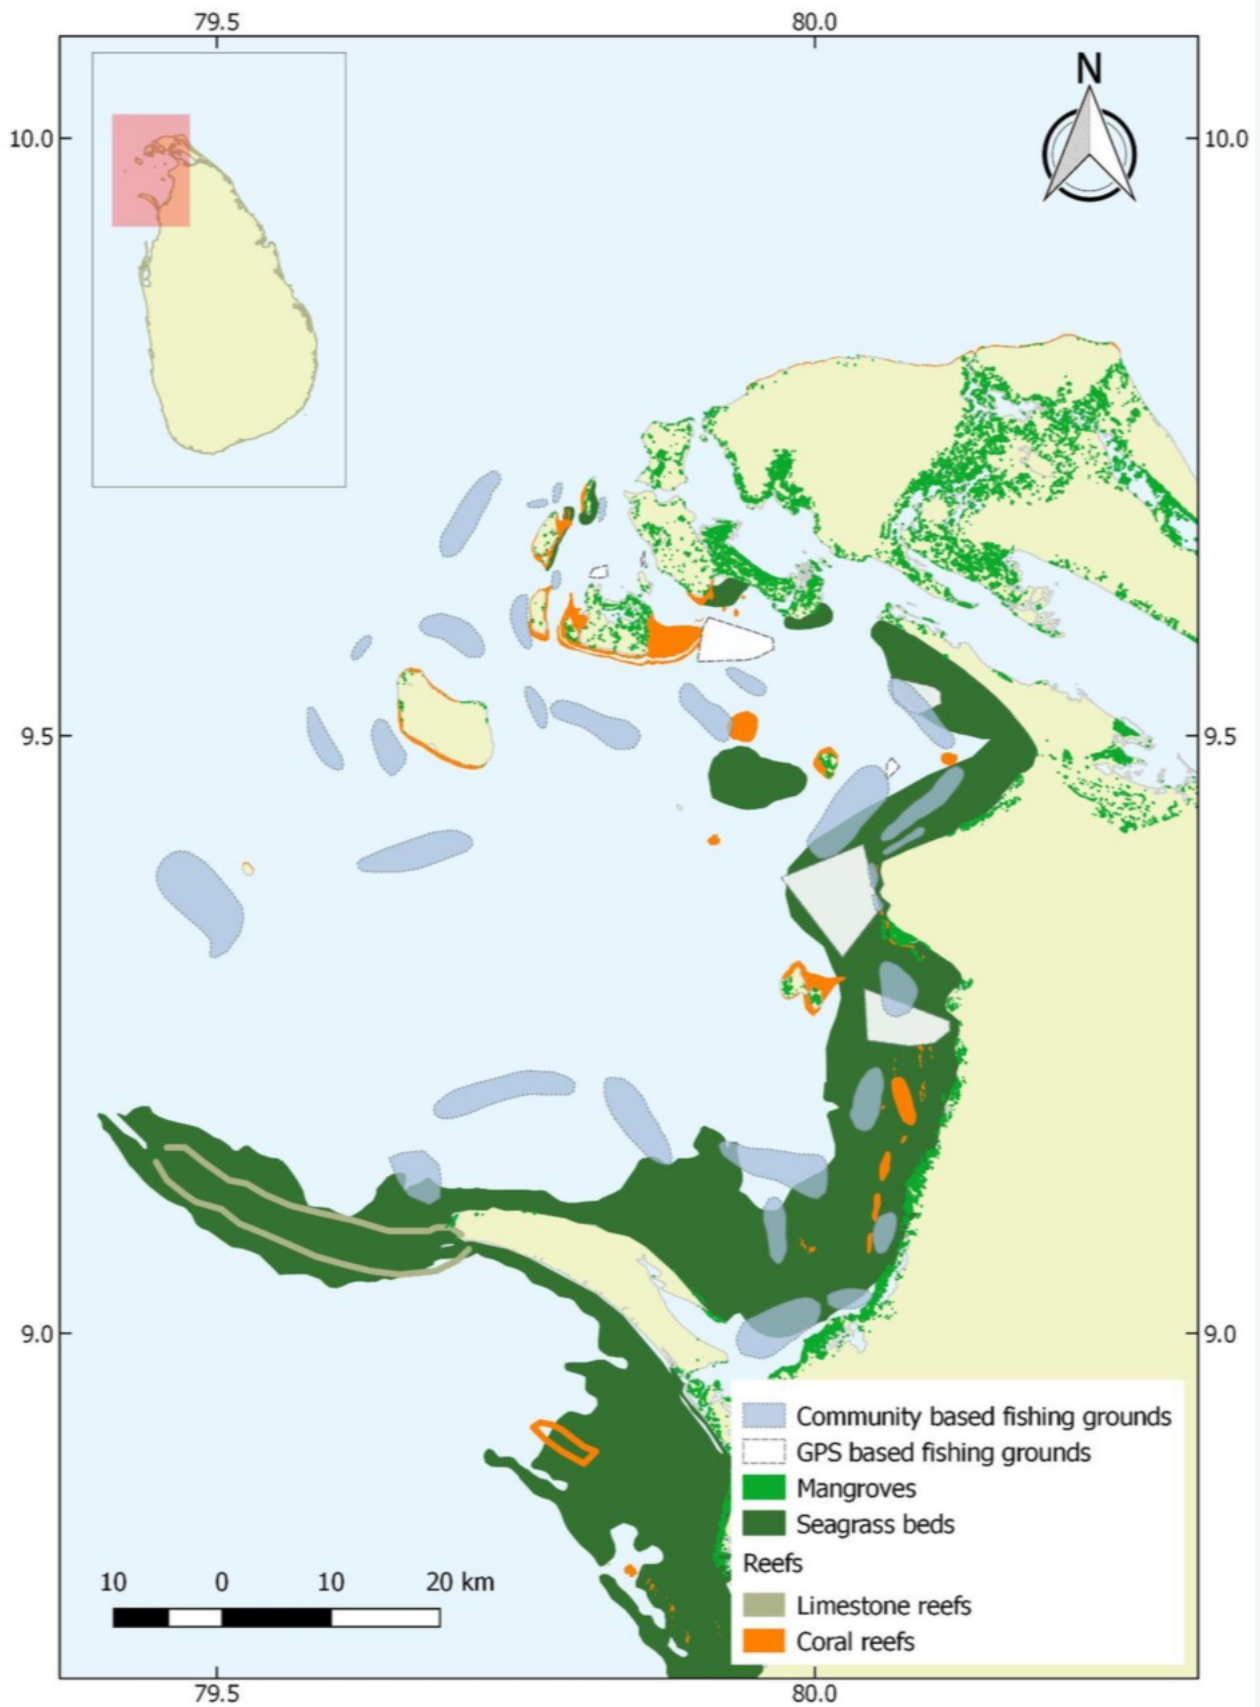 79.5 80.0
N
10.0 10.0
9.5 9.5
9.0 9.0
Community based fishing grounds
GPS based fishing grounds
Mangroves
Seagrass beds
Reefs
Limestone reefs
Coral reefs
10 0 10 20 km
79.5 80.0